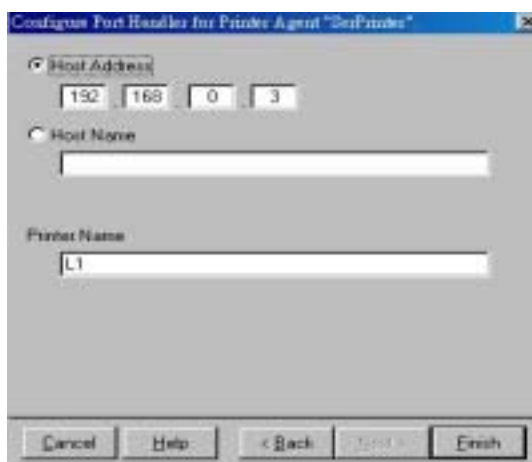 Configure Port Handler for Printer Agent "SerPrinter"
Host Address
192 . 168 . 0 . 3
Host Name
Printer Name
L1
Cancel Help < Back Next > Finish